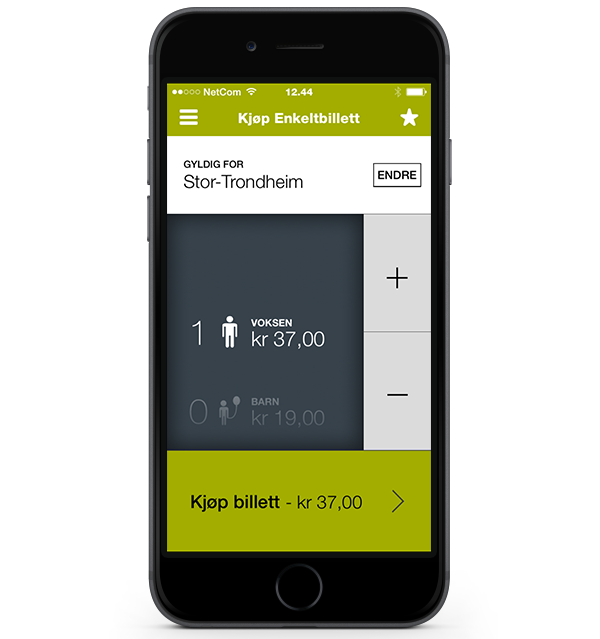 NetCom 12.44
Kjøp Enkeltbillett
GYLDIG FOR
Stor-Trondheim
ENDRE
+
1 VOKSEN
kr 37,00
−
0 BARN
kr 19,00
Kjøp billett - kr 37,00